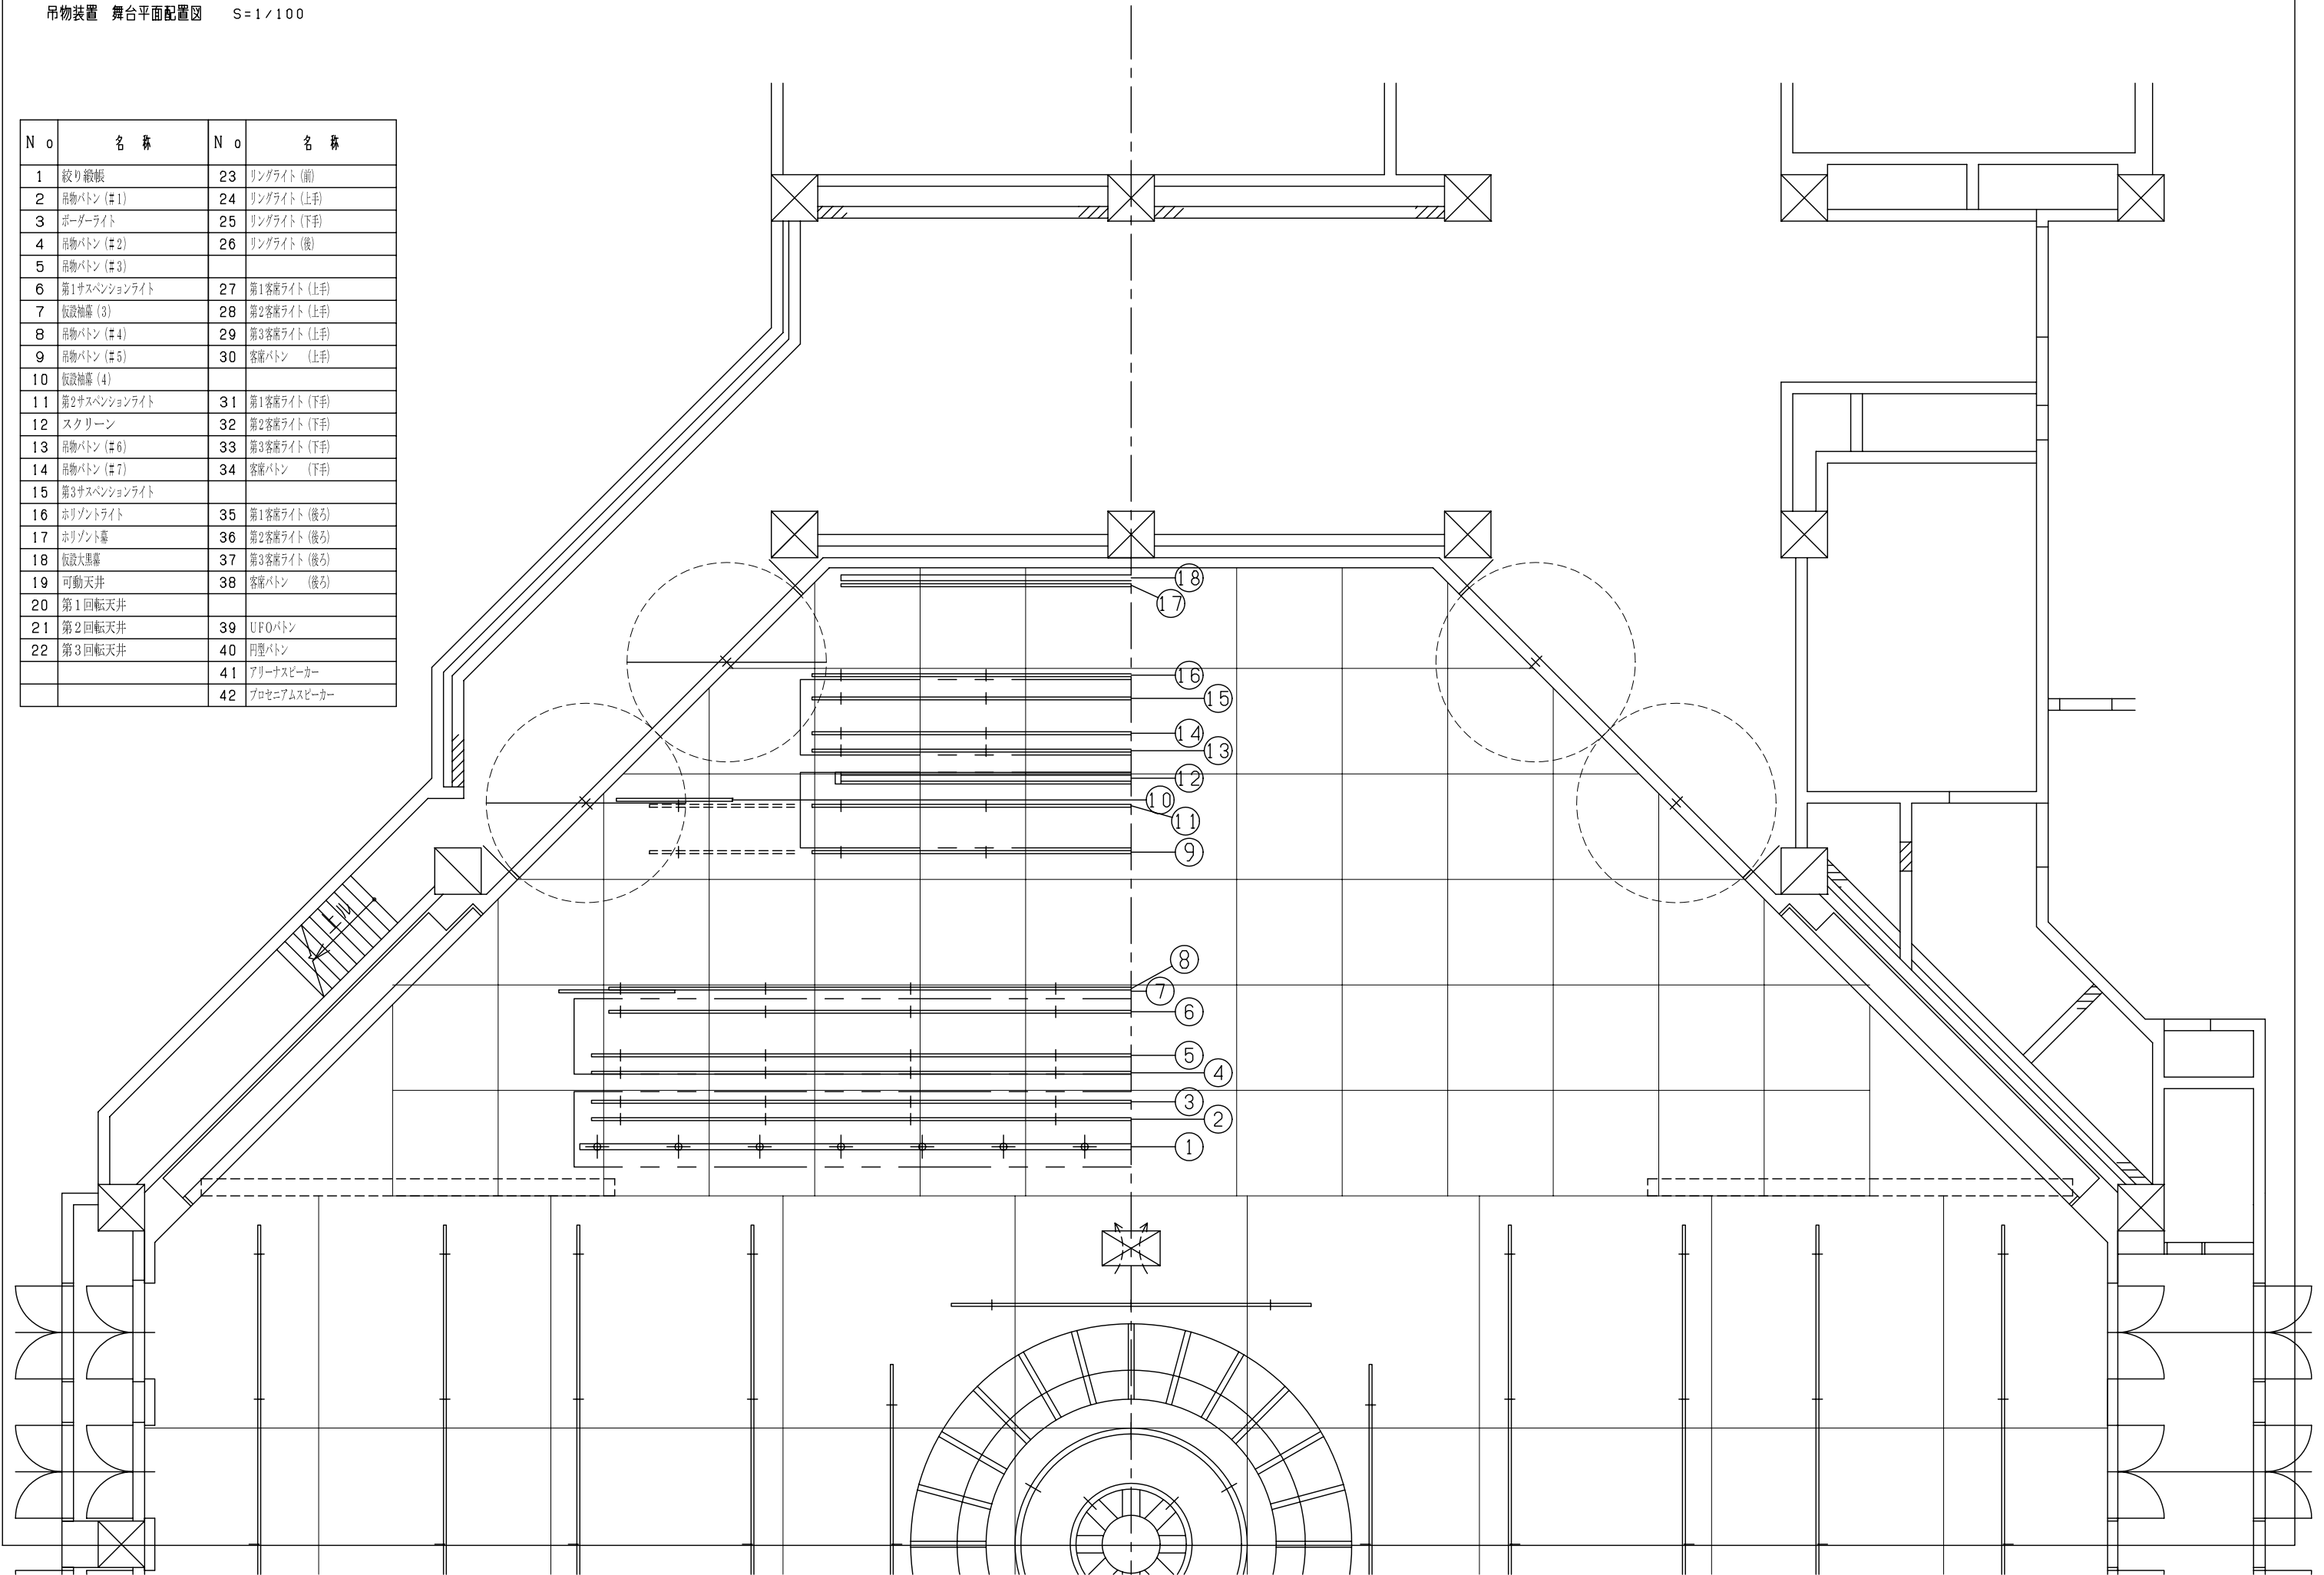 吊物装置 舞台平面配置図 S=1/100
No 名 称 No 名 称
1 絞り緞帳 23 リングライト (前)
2 吊物バトン (#1) 24 リングライト (上手)
3 ボーダーライト 25 リングライト (下手)
4 吊物バトン (#2) 26 リングライト (後)
5 吊物バトン (#3)
6 第1サスペンションライト 27 第1客席ライト (上手)
7 仮設袖幕 (3) 28 第2客席ライト (上手)
8 吊物バトン (#4) 29 第3客席ライト (上手)
9 吊物バトン (#5) 30 客席バトン (上手)
10 仮設袖幕 (4)
11 第2サスペンションライト 31 第1客席ライト (下手)
12 スクリーン 32 第2客席ライト (下手)
13 吊物バトン (#6) 33 第3客席ライト (下手)
14 吊物バトン (#7) 34 客席バトン (下手)
15 第3サスペンションライト
16 ホリゾントライト 35 第1客席ライト (後ろ)
17 ホリゾント幕 36 第2客席ライト (後ろ)
18 仮設大黒幕 37 第3客席ライト (後ろ)
19 可動天井 38 客席バトン (後ろ)
20 第1回転天井
21 第2回転天井 39 UFOバトン
22 第3回転天井 40 円型バトン
41 アリーナスピーカー
42 プロセニアムスピーカー
18
17
16
15
14
13
12
10
11
9
8
7
6
5
4
3
2
1